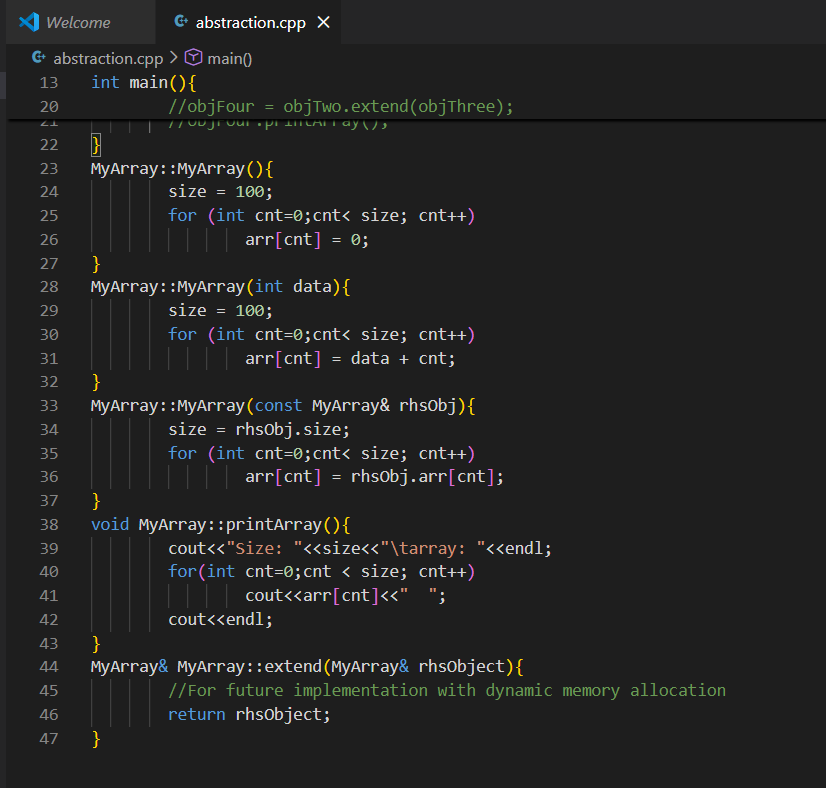 Welcome
abstraction.cpp
abstraction.cpp > main()
13 int main(){
20 //objFour = objTwo.extend(objThree);
21 //objFour.printArray();
22 }
23 MyArray::MyArray(){
24 size = 100;
25 for (int cnt=0;cnt< size; cnt++)
26 arr[cnt] = 0;
27 }
28 MyArray::MyArray(int data){
29 size = 100;
30 for (int cnt=0;cnt< size; cnt++)
31 arr[cnt] = data + cnt;
32 }
33 MyArray::MyArray(const MyArray& rhsObj){
34 size = rhsObj.size;
35 for (int cnt=0;cnt< size; cnt++)
36 arr[cnt] = rhsObj.arr[cnt];
37 }
38 void MyArray::printArray(){
39 cout<<"Size: "<<size<<"\tarray: "<<endl;
40 for(int cnt=0;cnt < size; cnt++)
41 cout<<arr[cnt]<<"  ";
42 cout<<endl;
43 }
44 MyArray& MyArray::extend(MyArray& rhsObject){
45 //For future implementation with dynamic memory allocation
46 return rhsObject;
47 }